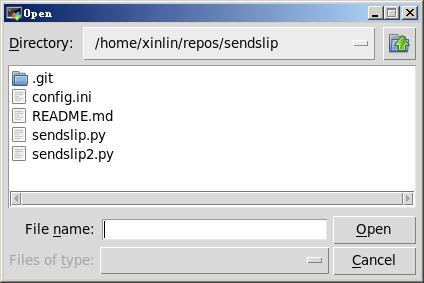 Open
Directory: /home/xinlin/repos/sendslip
.git
config.ini
README.md
sendslip.py
sendslip2.py
File name: Open
Files of type: Cancel